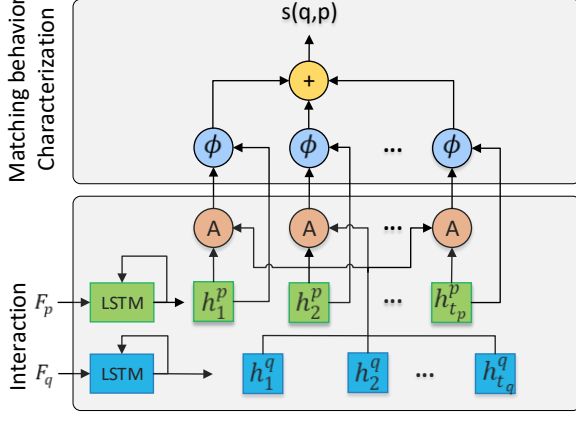 s(q,p)
Matching behavior
Characterization
+
ϕ ϕ ... ϕ
A A ... A
Interaction
F_p LSTM h_1^p h_2^p ... h_{t_p}^p
F_q LSTM h_1^q h_2^q ... h_{t_q}^q